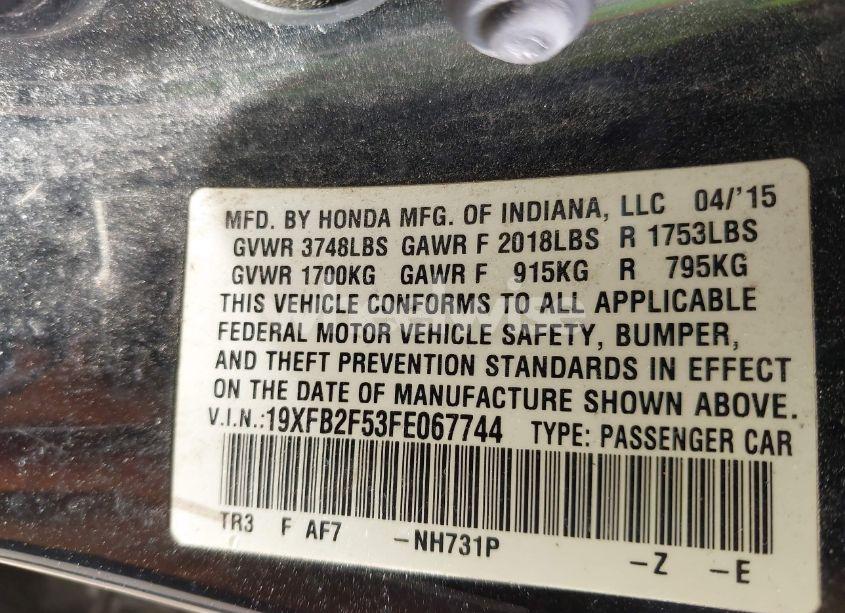 MFD. BY HONDA MFG. OF INDIANA, LLC 04/'15
GVWR 3748LBS GAWR F 2018LBS R 1753LBS
GVWR 1700KG GAWR F 915KG R 795KG
THIS VEHICLE CONFORMS TO ALL APPLICABLE
FEDERAL MOTOR VEHICLE SAFETY, BUMPER,
AND THEFT PREVENTION STANDARDS IN EFFECT
ON THE DATE OF MANUFACTURE SHOWN ABOVE.
V.I.N.:19XFB2F53FE067744 TYPE: PASSENGER CAR
TR3 F AF7 -NH731P -Z -E